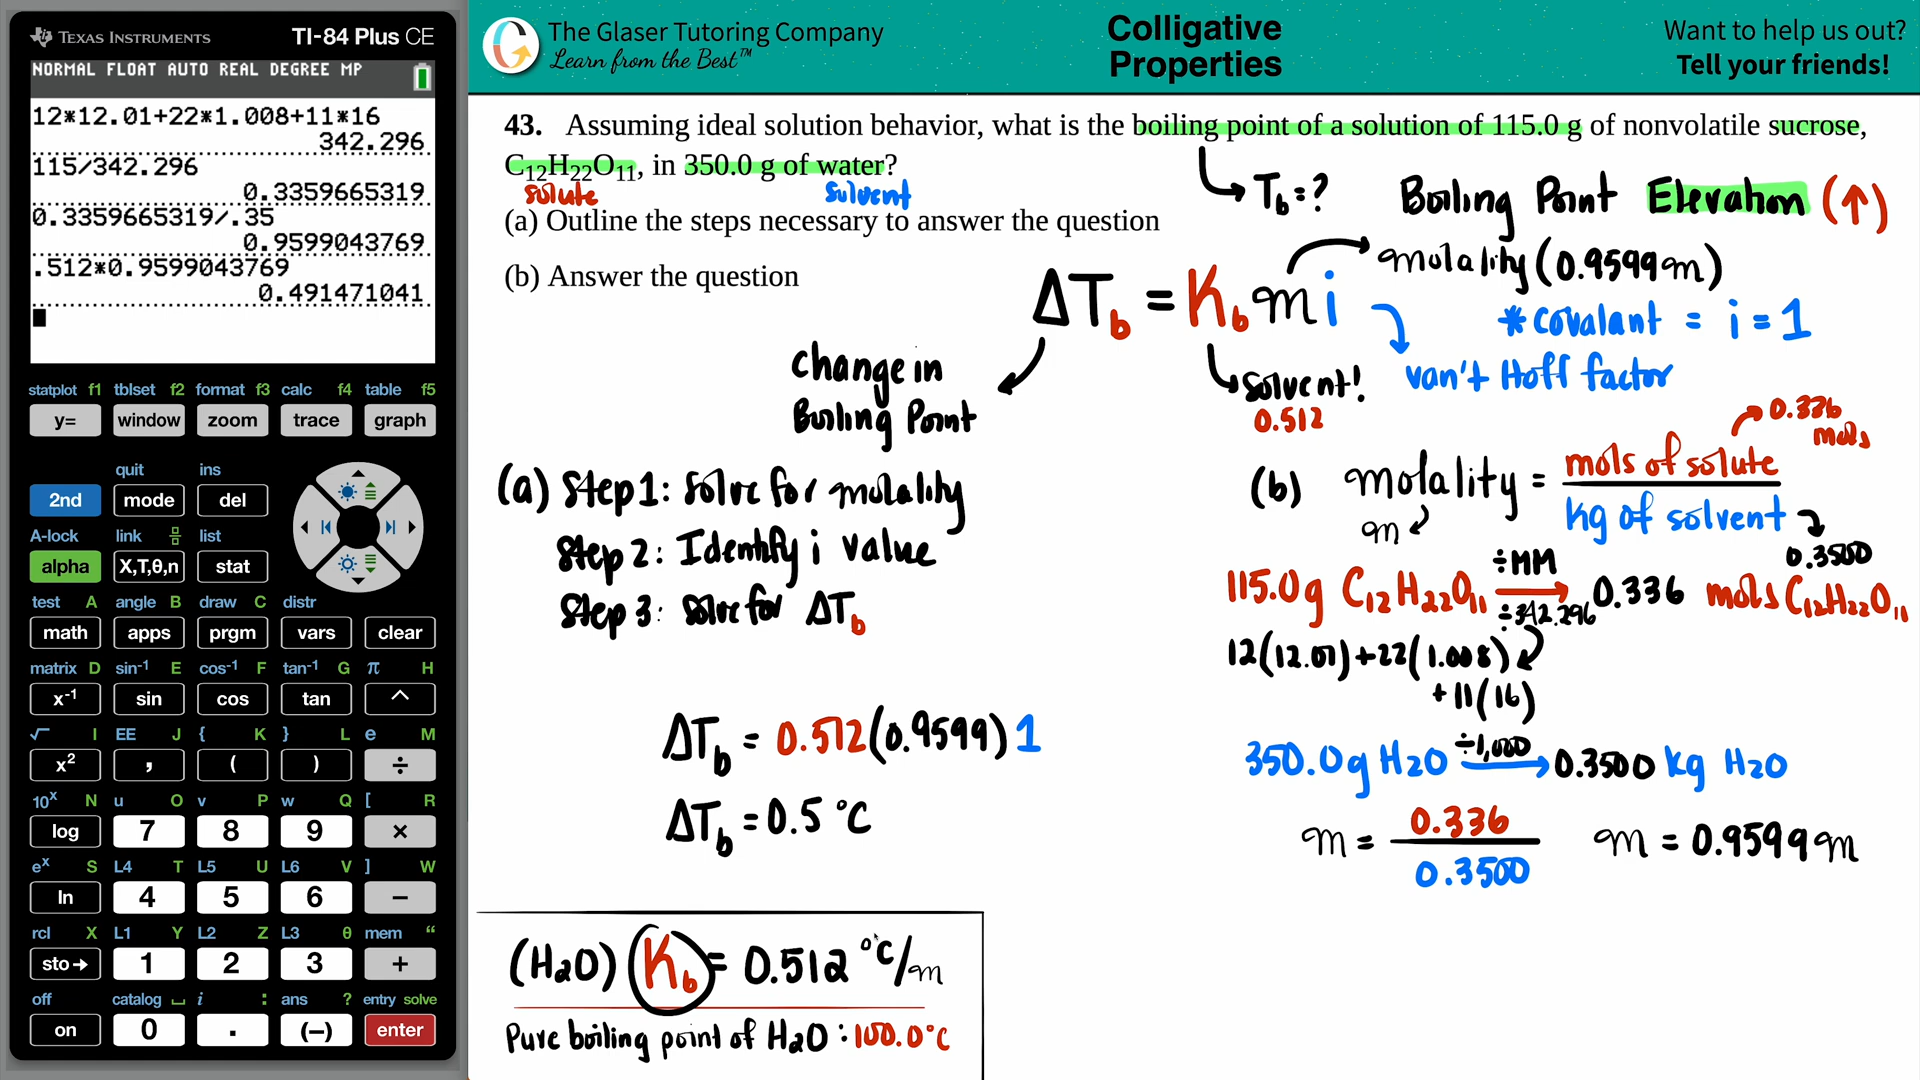 TEXAS INSTRUMENTS TI-84 Plus CE
NORMAL FLOAT AUTO REAL DEGREE MP
12*12.01+22*1.008+11*16
342.296
115/342.296
0.3359665319
0.3359665319/.35
0.9599043769
.512*0.9599043769
0.491471041
statplot f1 tblset f2 format f3 calc f4 table f5
y= window zoom trace graph
quit ins
2nd mode del
A-lock link list
alpha X,T,θ,n stat
test A angle B draw C distr
math apps prgm vars clear
matrix D sin⁻¹ E cos⁻¹ F tan⁻¹ G π H
x⁻¹ sin cos tan ^
√ I EE J { K } L e M
x² , ( ) ÷
10ˣ N u O v P w Q [ R
log 7 8 9 ×
eˣ S L4 T L5 U L6 V ] W
ln 4 5 6 −
rcl X L1 Y L2 Z L3 θ mem "
sto→ 1 2 3 +
off catalog i : ans ? entry solve
on 0 . (−) enter
The Glaser Tutoring Company
Learn from the Best™
Colligative
Properties
Want to help us out?
Tell your friends!
43. Assuming ideal solution behavior, what is the boiling point of a solution of 115.0 g of nonvolatile sucrose,
C₁₂H₂₂O₁₁, in 350.0 g of water?
solute solvent
(a) Outline the steps necessary to answer the question
(b) Answer the question
Tb = ?
Boiling Point Elevation (↑)
molality (0.9599 m)
ΔTb = Kb m i
*covalant = i = 1
van't Hoff factor
Solvent!
0.512
Change in
Boiling Point
(a) Step 1: Solve for molality
Step 2: Identify i value
Step 3: Solve for ΔTb
ΔTb = 0.512(0.9599) 1
ΔTb = 0.5 °C
(H2O) Kb = 0.512 °C/m
Pure boiling point of H2O : 100.0°C
(b) molality = mols of solute → 0.336 mols
kg of solvent
m
0.3500
115.0g C12H22O11 ÷MM ÷342.296 0.336 mols C12H22O11
12(12.01)+22(1.008)
+11(16)
350.0g H2O ÷1,000 0.3500 kg H2O
m = 0.336 m = 0.9599 m
0.3500